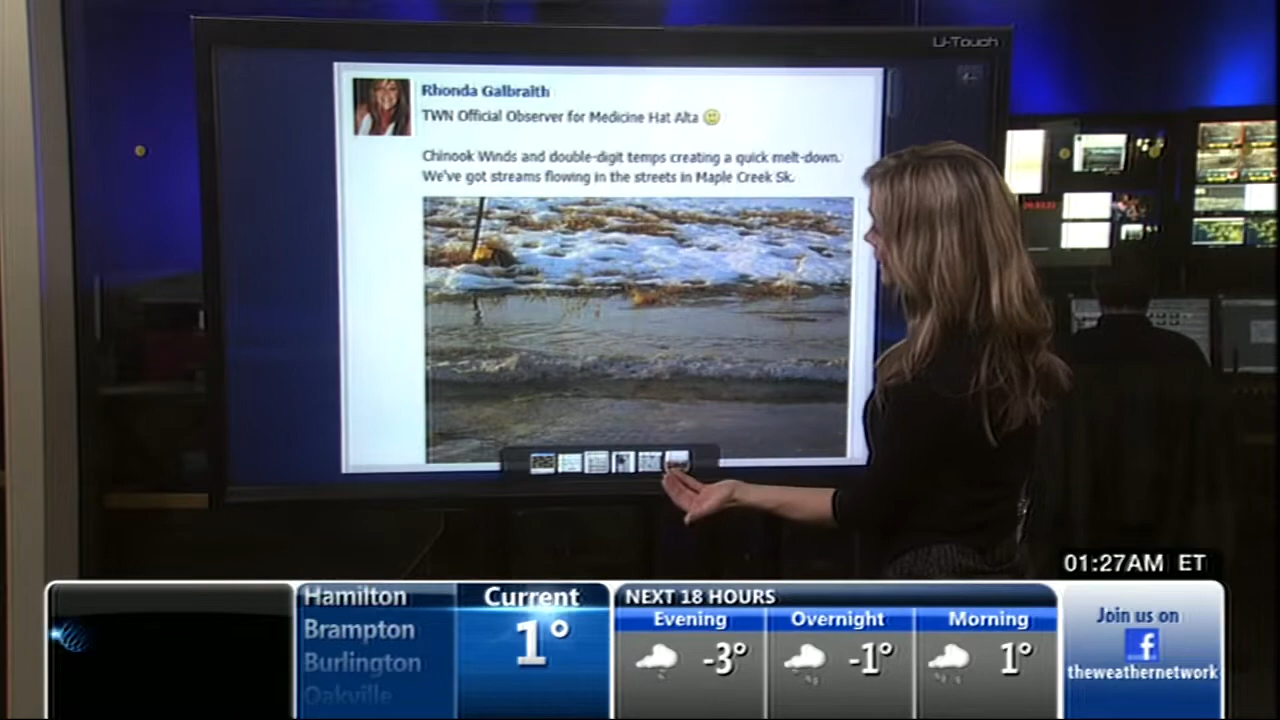 U-Touch
Rhonda Galbraith
TWN Official Observer for Medicine Hat Alta
Chinook Winds and double-digit temps creating a quick melt-down.
We've got streams flowing in the streets in Maple Creek Sk.
01:27AM ET
Hamilton
Brampton
Burlington
Oakville
Current
1°
NEXT 18 HOURS
Evening
-3°
Overnight
-1°
Morning
1°
Join us on
f
theweathernetwork